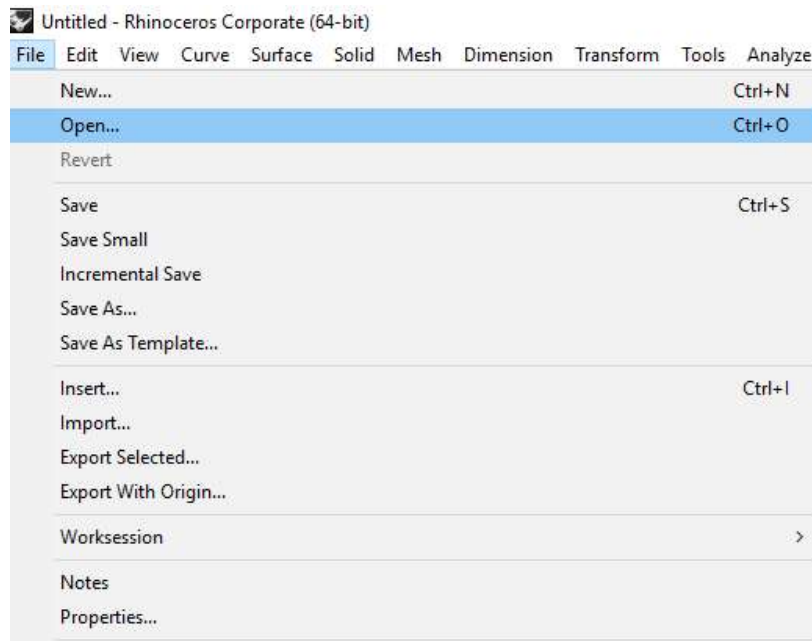 Untitled - Rhinoceros Corporate (64-bit)
File Edit View Curve Surface Solid Mesh Dimension Transform Tools Analyze
New... Ctrl+N
Open... Ctrl+O
Revert
Save Ctrl+S
Save Small
Incremental Save
Save As...
Save As Template...
Insert... Ctrl+I
Import...
Export Selected...
Export With Origin...
Worksession >
Notes
Properties...